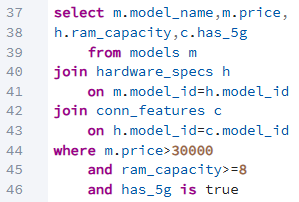 37 select m.model_name,m.price,
38 h.ram_capacity,c.has_5g
39 from models m
40 join hardware_specs h
41 on m.model_id=h.model_id
42 join conn_features c
43 on h.model_id=c.model_id
44 where m.price>30000
45 and ram_capacity>=8
46 and has_5g is true